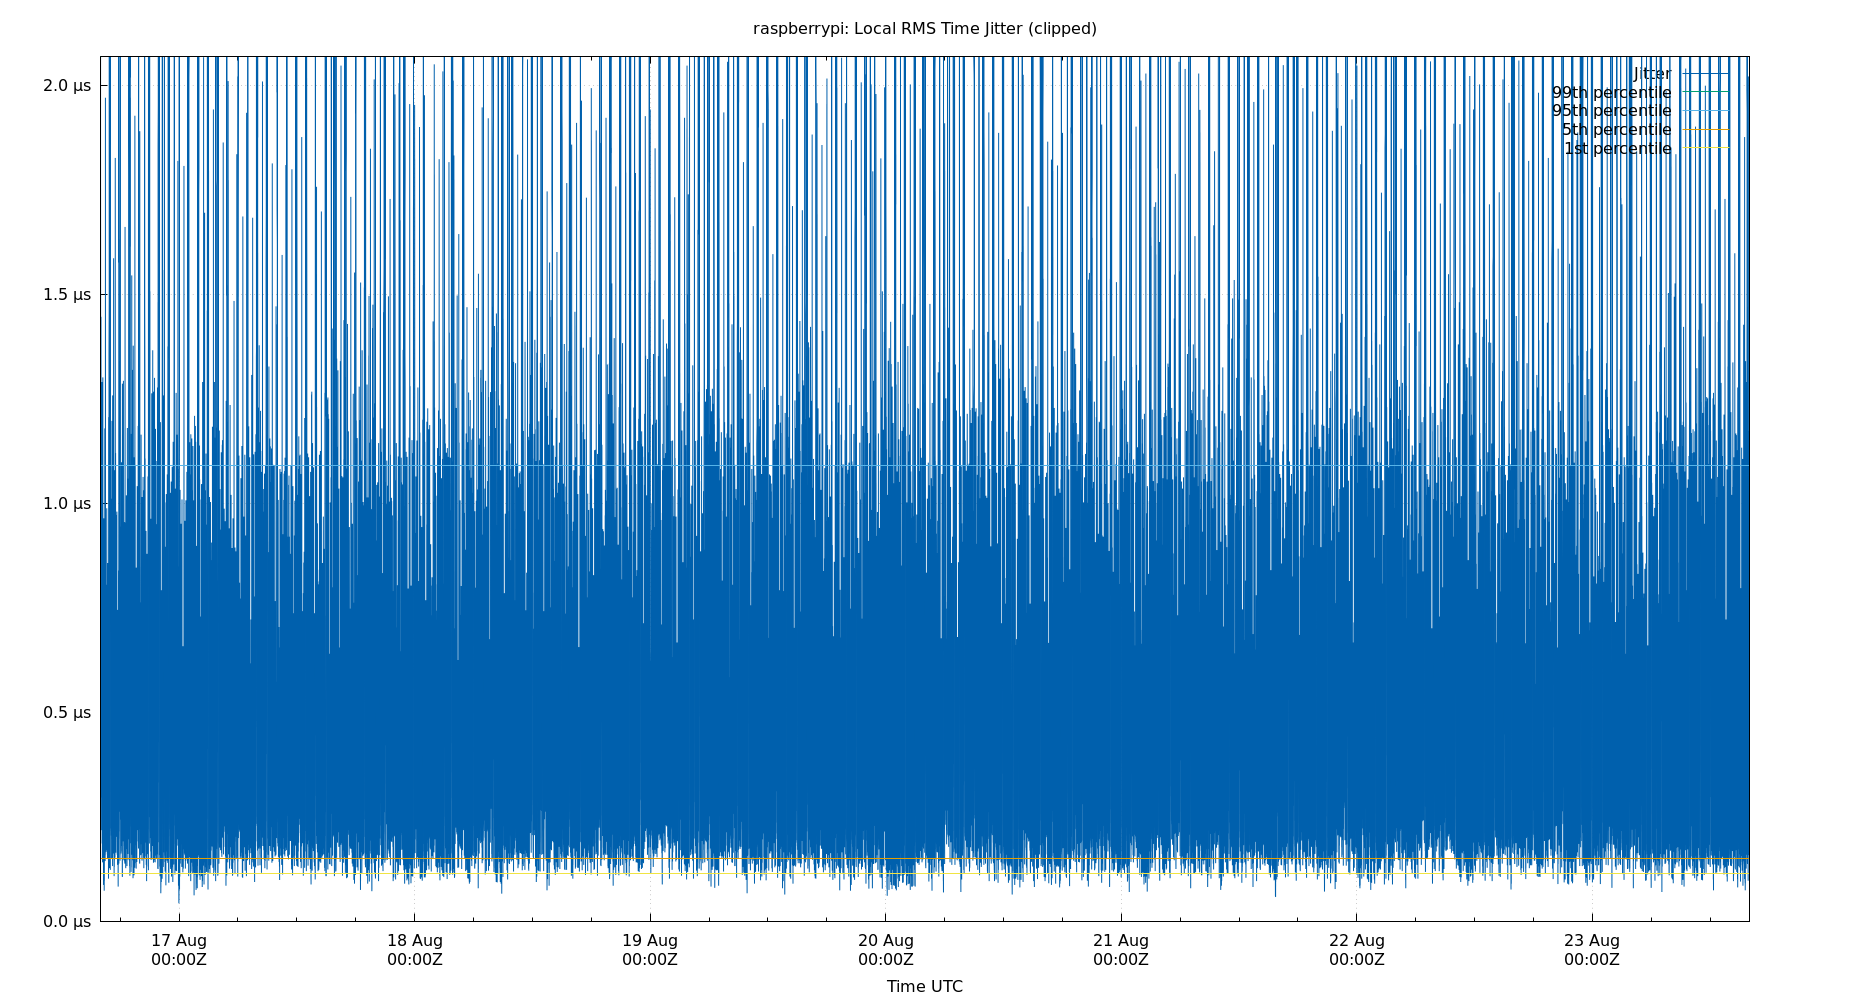 raspberrypi: Local RMS Time Jitter (clipped)
2.0 µs
1.5 µs
1.0 µs
0.5 µs
0.0 µs
Jitter
99th percentile
95th percentile
5th percentile
1st percentile
17 Aug 18 Aug 19 Aug 20 Aug 21 Aug 22 Aug 23 Aug
00:00Z 00:00Z 00:00Z 00:00Z 00:00Z 00:00Z 00:00Z
Time UTC